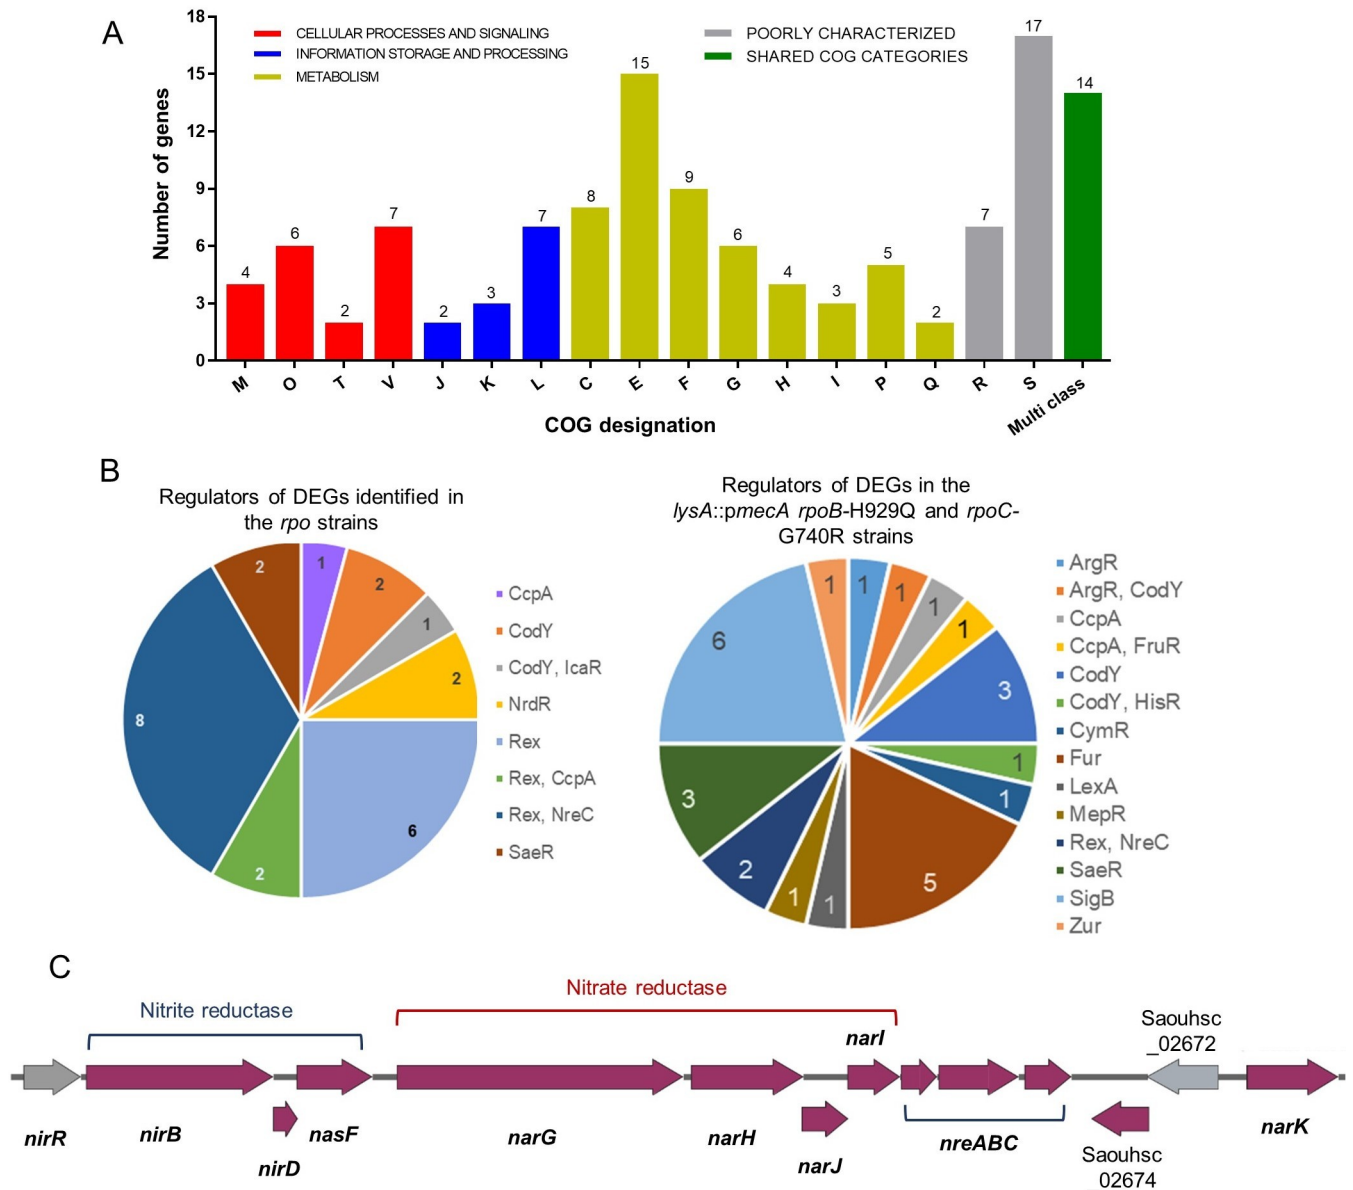 A
CELLULAR PROCESSES AND SIGNALING
INFORMATION STORAGE AND PROCESSING
METABOLISM
POORLY CHARACTERIZED
SHARED COG CATEGORIES
Number of genes
18
15
12
9
6
3
0
4
6
2
7
2
3
7
8
15
9
6
4
3
5
2
7
17
14
M
O
T
V
J
K
L
C
E
F
G
H
I
P
Q
R
S
Multi class
COG designation
B
Regulators of DEGs identified in
the rpo strains
1
2
1
2
6
2
8
2
CcpA
CodY
CodY, IcaR
NrdR
Rex
Rex, CcpA
Rex, NreC
SaeR
Regulators of DEGs in the
lysA::pmecA rpoB-H929Q and rpoC-
G740R strains
1
1
1
1
3
1
1
5
1
1
2
3
6
1
ArgR
ArgR, CodY
CcpA
CcpA, FruR
CodY
CodY, HisR
CymR
Fur
LexA
MepR
Rex, NreC
SaeR
SigB
Zur
C
Nitrite reductase
Nitrate reductase
narI
Saouhsc
_02672
nirR
nirB
nirD
nasF
narG
narH
narJ
nreABC
Saouhsc
_02674
narK